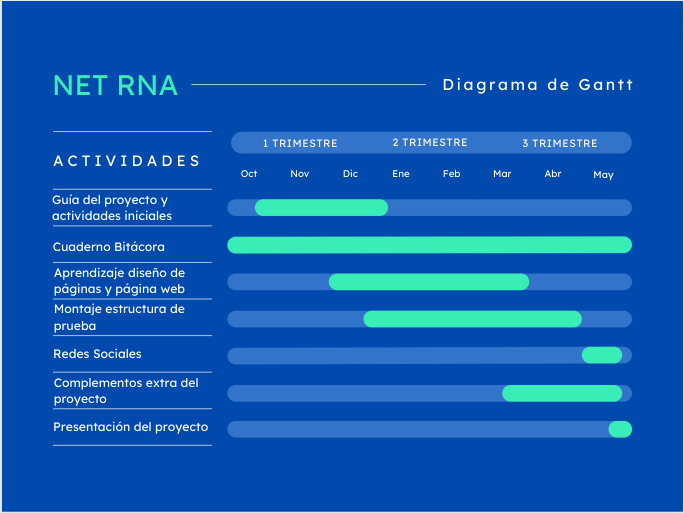 NET RNA
Diagrama de Gantt
ACTIVIDADES
1 TRIMESTRE 2 TRIMESTRE 3 TRIMESTRE
Oct Nov Dic Ene Feb Mar Abr May
Guía del proyecto y
actividades iniciales
Cuaderno Bitácora
Aprendizaje diseño de
páginas y página web
Montaje estructura de
prueba
Redes Sociales
Complementos extra del
proyecto
Presentación del proyecto